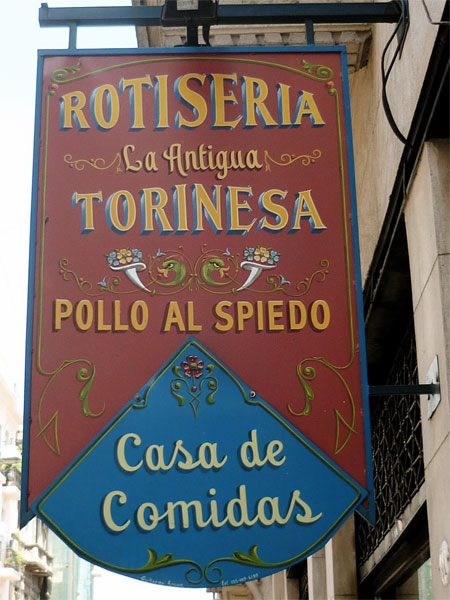 ROTISERIA
La Antigua
TORINESA
POLLO AL SPIEDO
Casa de
Comidas